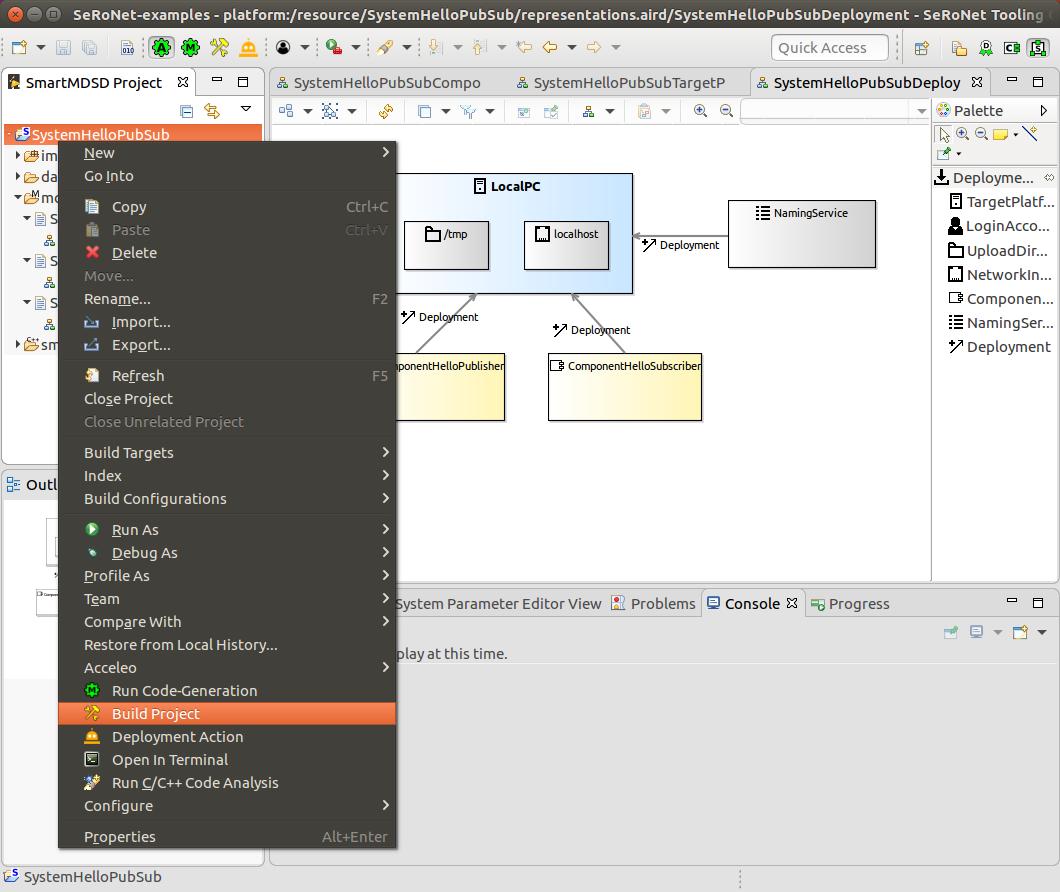 SeRoNet-examples - platform:/resource/SystemHelloPubSub/representations.aird/SystemHelloPubSubDeployment - SeRoNet Tooling
Quick Access
SmartMDSD Project
SystemHelloPubSubCompo
SystemHelloPubSubTargetP
SystemHelloPubSubDeploy
SystemHelloPubSub
im
da
mo
S
S
S
sm
New
Go Into
Copy Ctrl+C
Paste Ctrl+V
Delete
Move...
Rename... F2
Import...
Export...
Refresh F5
Close Project
Close Unrelated Project
Build Targets
Index
Build Configurations
Run As
Debug As
Profile As
Team
Compare With
Restore from Local History...
Acceleo
Run Code-Generation
Build Project
Deployment Action
Open In Terminal
Run C/C++ Code Analysis
Configure
Properties Alt+Enter
LocalPC
/tmp
localhost
NamingService
Deployment
Deployment
Deployment
ponentHelloPublisher
ComponentHelloSubscriber
Palette
Deployme...
TargetPlatf...
LoginAcco...
UploadDir...
NetworkIn...
Componen...
NamingSer...
Deployment
Outl
System Parameter Editor View
Problems
Console
Progress
play at this time.
SystemHelloPubSub